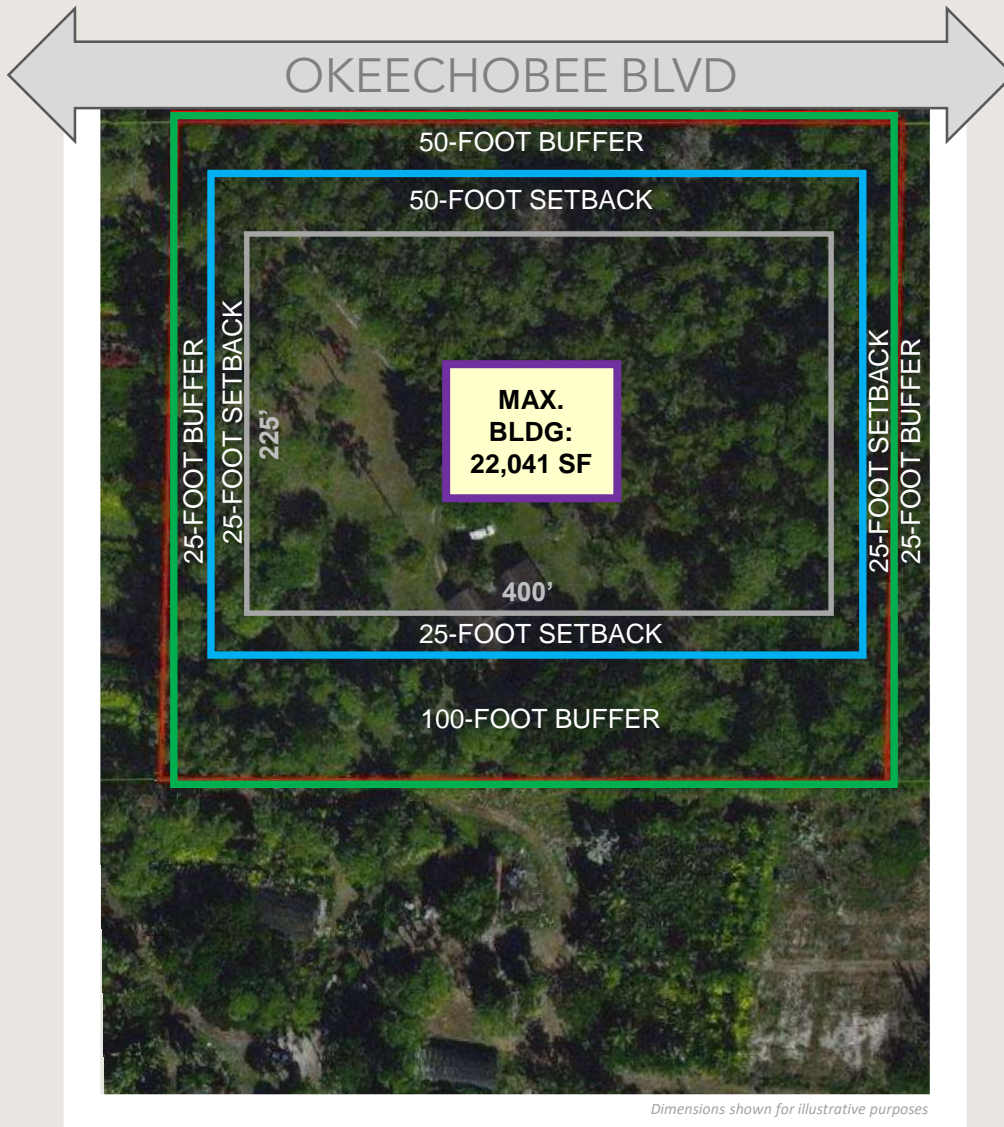 OKEECHOBEE BLVD
50-FOOT BUFFER
50-FOOT SETBACK
25-FOOT BUFFER
25-FOOT SETBACK
225’
MAX.
BLDG:
22,041 SF
25-FOOT SETBACK
25-FOOT BUFFER
400’
25-FOOT SETBACK
100-FOOT BUFFER
Dimensions shown for illustrative purposes